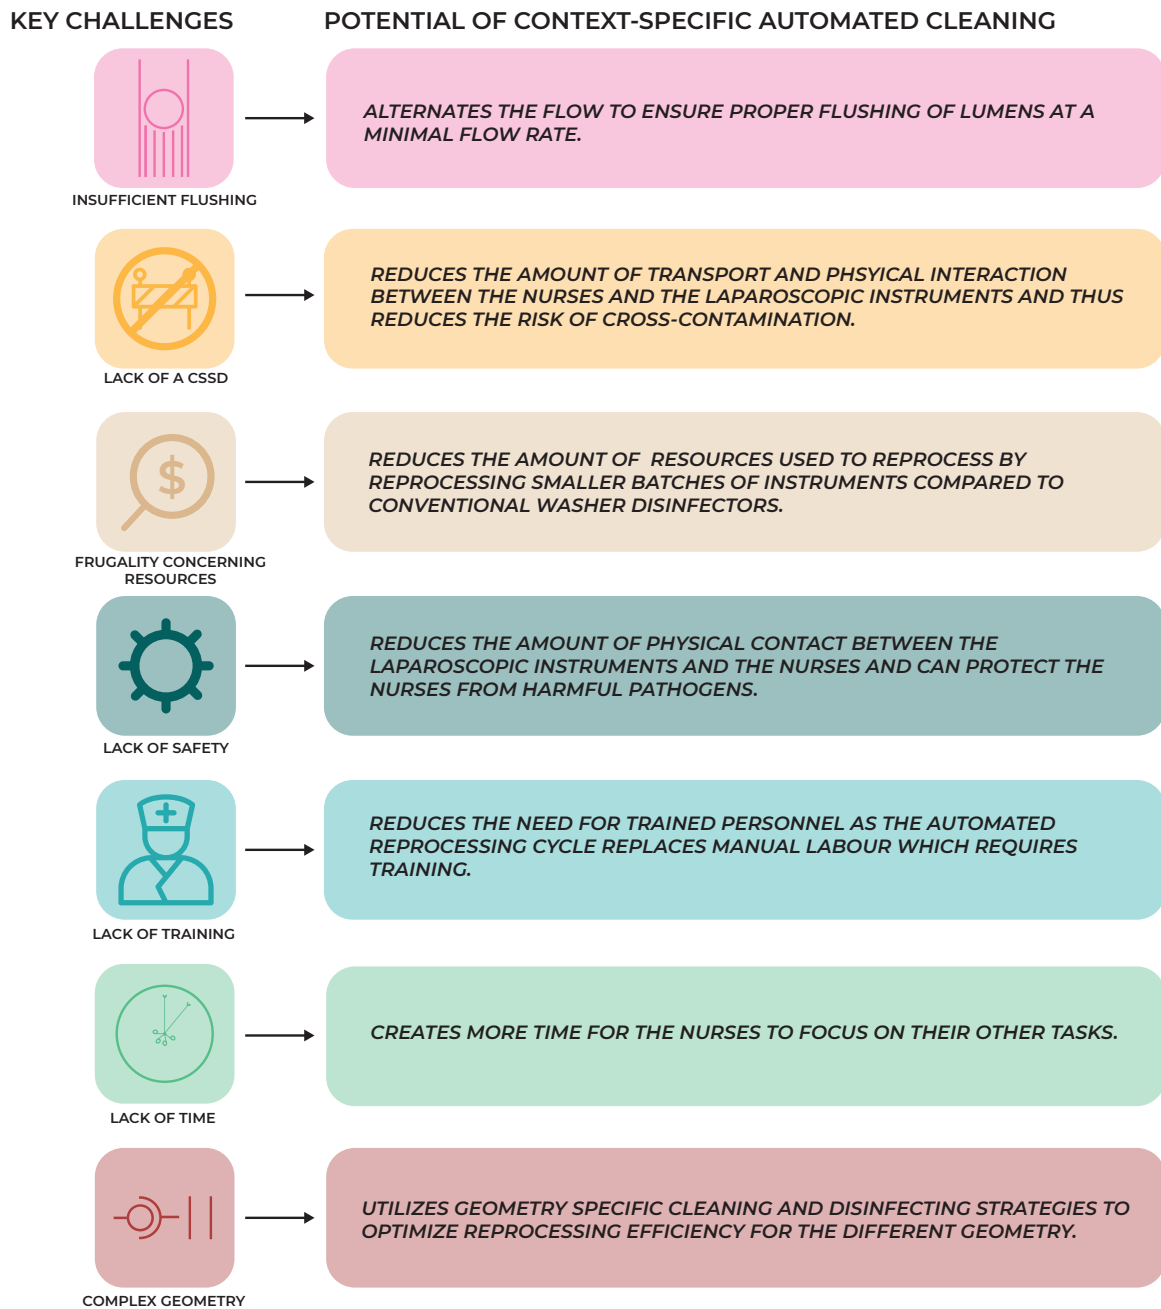 KEY CHALLENGES
POTENTIAL OF CONTEXT-SPECIFIC AUTOMATED CLEANING
ALTERNATES THE FLOW TO ENSURE PROPER FLUSHING OF LUMENS AT A
MINIMAL FLOW RATE.
INSUFFICIENT FLUSHING
REDUCES THE AMOUNT OF TRANSPORT AND PHSYICAL INTERACTION
BETWEEN THE NURSES AND THE LAPAROSCOPIC INSTRUMENTS AND THUS
REDUCES THE RISK OF CROSS-CONTAMINATION.
LACK OF A CSSD
$
REDUCES THE AMOUNT OF RESOURCES USED TO REPROCESS BY
REPROCESSING SMALLER BATCHES OF INSTRUMENTS COMPARED TO
CONVENTIONAL WASHER DISINFECTORS.
FRUGALITY CONCERNING
RESOURCES
REDUCES THE AMOUNT OF PHYSICAL CONTACT BETWEEN THE
LAPAROSCOPIC INSTRUMENTS AND THE NURSES AND CAN PROTECT THE
NURSES FROM HARMFUL PATHOGENS.
LACK OF SAFETY
REDUCES THE NEED FOR TRAINED PERSONNEL AS THE AUTOMATED
REPROCESSING CYCLE REPLACES MANUAL LABOUR WHICH REQUIRES
TRAINING.
LACK OF TRAINING
CREATES MORE TIME FOR THE NURSES TO FOCUS ON THEIR OTHER TASKS.
LACK OF TIME
UTILIZES GEOMETRY SPECIFIC CLEANING AND DISINFECTING STRATEGIES TO
OPTIMIZE REPROCESSING EFFICIENCY FOR THE DIFFERENT GEOMETRY.
COMPLEX GEOMETRY